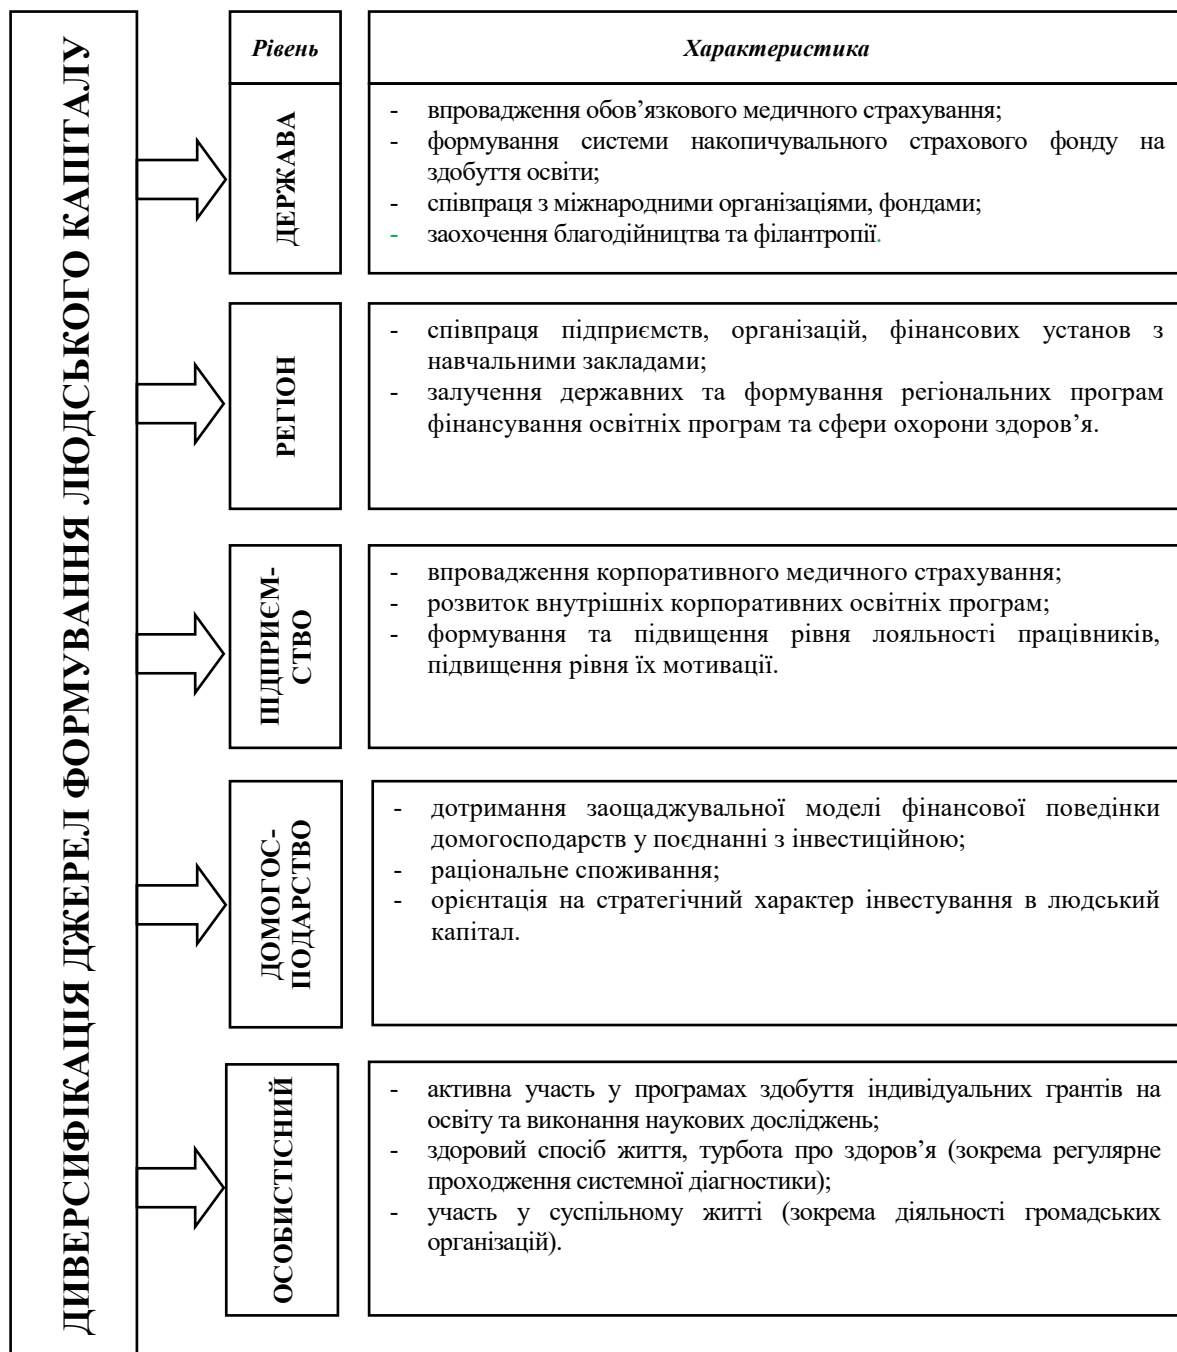 ДИВЕРСИФІКАЦІЯ ДЖЕРЕЛ ФОРМУВАННЯ ЛЮДСЬКОГО КАПІТАЛУ
Рівень
Характеристика
ДЕРЖАВА
- впровадження обов’язкового медичного страхування;
- формування системи накопичувального страхового фонду на
здобуття освіти;
- співпраця з міжнародними організаціями, фондами;
- заохочення благодійництва та філантропії.
РЕГІОН
- співпраця підприємств, організацій, фінансових установ з
навчальними закладами;
- залучення державних та формування регіональних програм
фінансування освітніх програм та сфери охорони здоров’я.
ПІДПРИЄМ-
СТВО
- впровадження корпоративного медичного страхування;
- розвиток внутрішніх корпоративних освітніх програм;
- формування та підвищення рівня лояльності працівників,
підвищення рівня їх мотивації.
ДОМОГОС-
ПОДАРСТВО
- дотримання заощаджувальної моделі фінансової поведінки
домогосподарств у поєднанні з інвестиційною;
- раціональне споживання;
- орієнтація на стратегічний характер інвестування в людський
капітал.
ОСОБИСТІСНИЙ
- активна участь у програмах здобуття індивідуальних грантів на
освіту та виконання наукових досліджень;
- здоровий спосіб життя, турбота про здоров’я (зокрема регулярне
проходження системної діагностики);
- участь у суспільному житті (зокрема діяльності громадських
організацій).